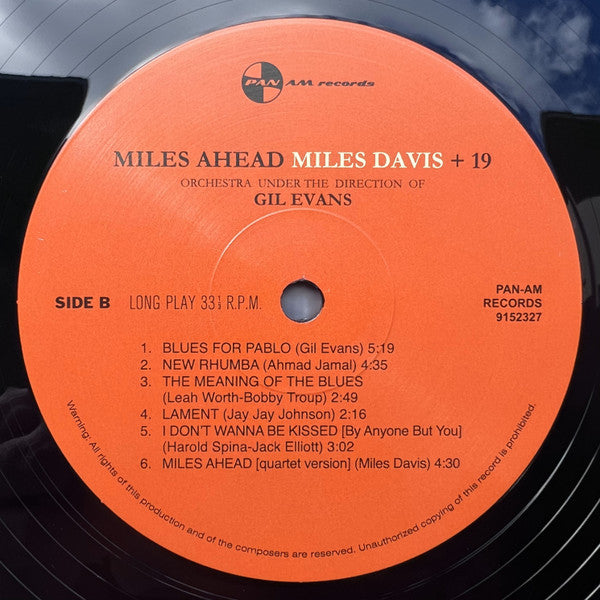 PAN AM records
MILES AHEAD MILES DAVIS + 19
ORCHESTRA UNDER THE DIRECTION OF
GIL EVANS
SIDE B LONG PLAY 33⅓ R.P.M.
PAN-AM
RECORDS
9152327
1. BLUES FOR PABLO (Gil Evans) 5:19
2. NEW RHUMBA (Ahmad Jamal) 4:35
3. THE MEANING OF THE BLUES
(Leah Worth-Bobby Troup) 2:49
4. LAMENT (Jay Jay Johnson) 2:16
5. I DON'T WANNA BE KISSED [By Anyone But You]
(Harold Spina-Jack Elliott) 3:02
6. MILES AHEAD [quartet version] (Miles Davis) 4:30
Warning: All rights of this production and of the composers are reserved. Unauthorized copying of this record is prohibited.